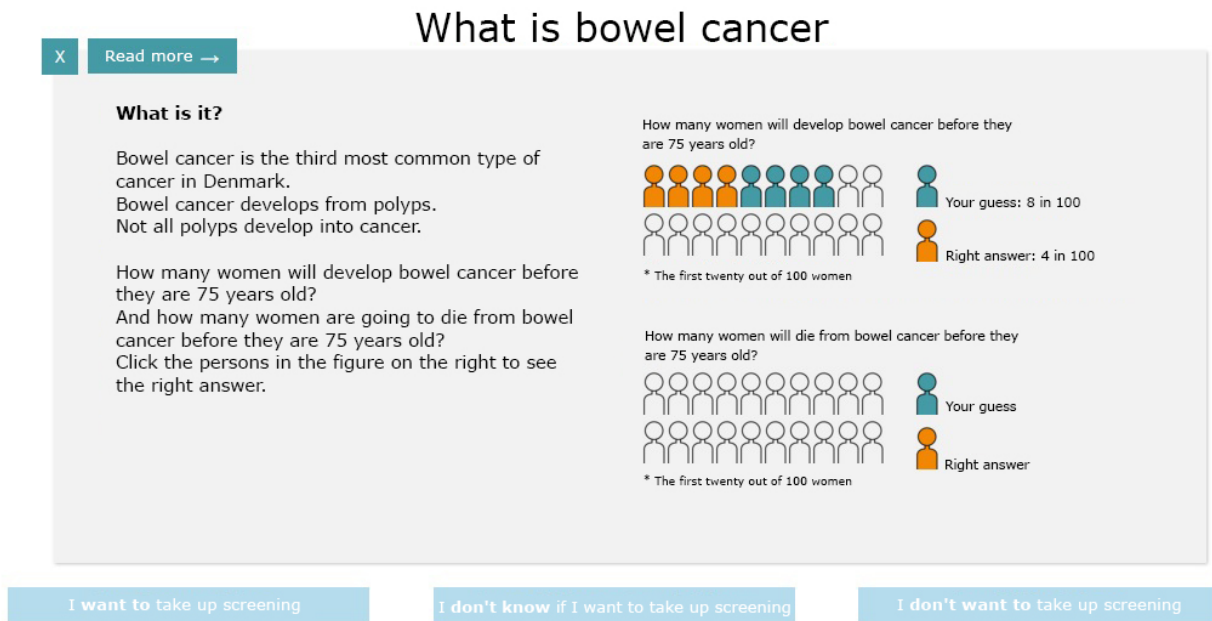 What is bowel cancer
X
Read more →
What is it?
Bowel cancer is the third most common type of
cancer in Denmark.
Bowel cancer develops from polyps.
Not all polyps develop into cancer.
How many women will develop bowel cancer before
they are 75 years old?
And how many women are going to die from bowel
cancer before they are 75 years old?
Click the persons in the figure on the right to see
the right answer.
How many women will develop bowel cancer before they
are 75 years old?
Your guess: 8 in 100
Right answer: 4 in 100
* The first twenty out of 100 women
How many women will die from bowel cancer before they
are 75 years old?
Your guess
Right answer
* The first twenty out of 100 women
I want to take up screening
I don't know if I want to take up screening
I don't want to take up screening